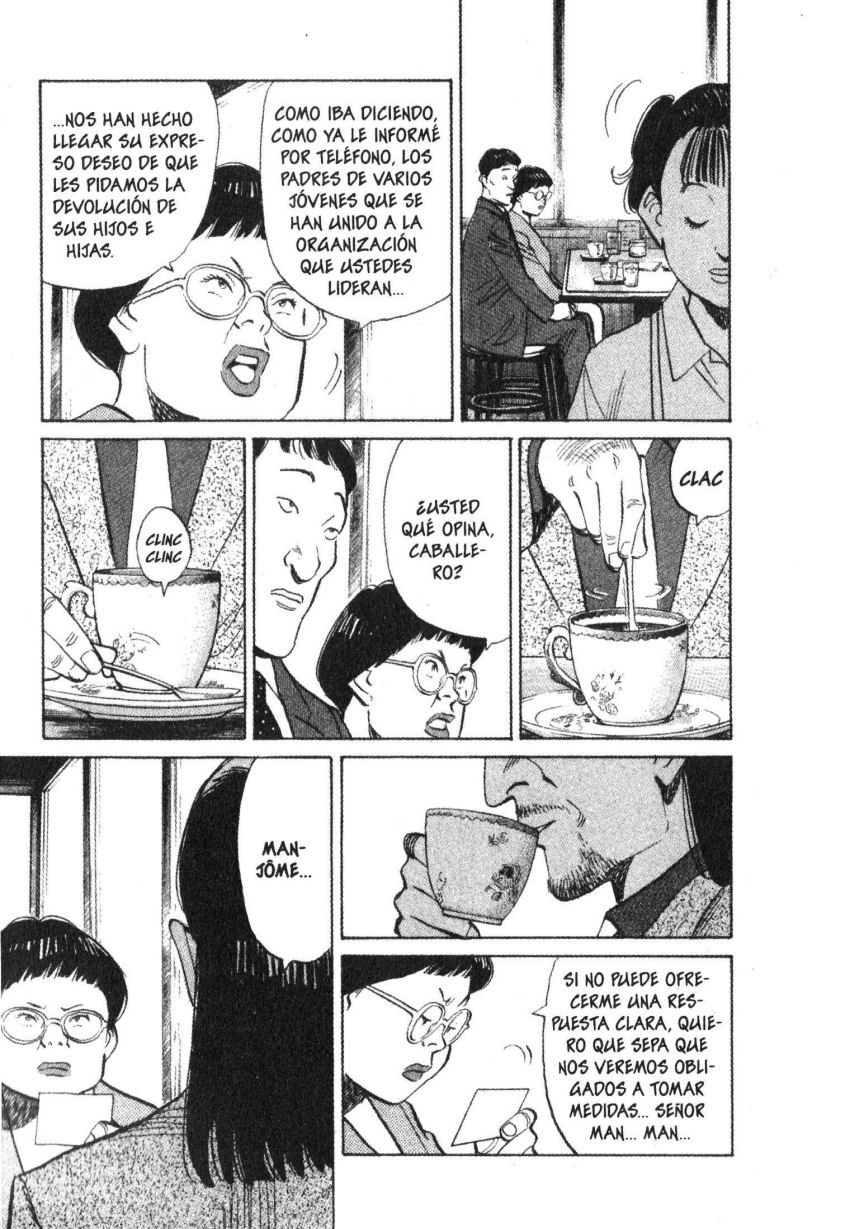 COMO IBA DICIENDO,
COMO YA LE INFORMÉ
POR TELÉFONO, LOS
PADRES DE VARIOS
JÓVENES QUE SE
HAN UNIDO A LA
ORGANIZACIÓN
QUE USTEDES
LIDERAN...
...NOS HAN HECHO
LLEGAR SU EXPRE-
SO DESEO DE QUE
LES PIDAMOS LA
DEVOLUCIÓN DE
SUS HIJOS E
HIJAS.
CLAC
¿USTED
QUÉ OPINA,
CABALLE-
RO?
CLINC
CLINC
SI NO PUEDE OFRE-
CERME UNA RES-
PUESTA CLARA, QUIE-
RO QUE SEPA QUE
NOS VEREMOS OBLI-
GADOS A TOMAR
MEDIDAS... SEÑOR
MAN... MAN...
MAN-
JÔME...